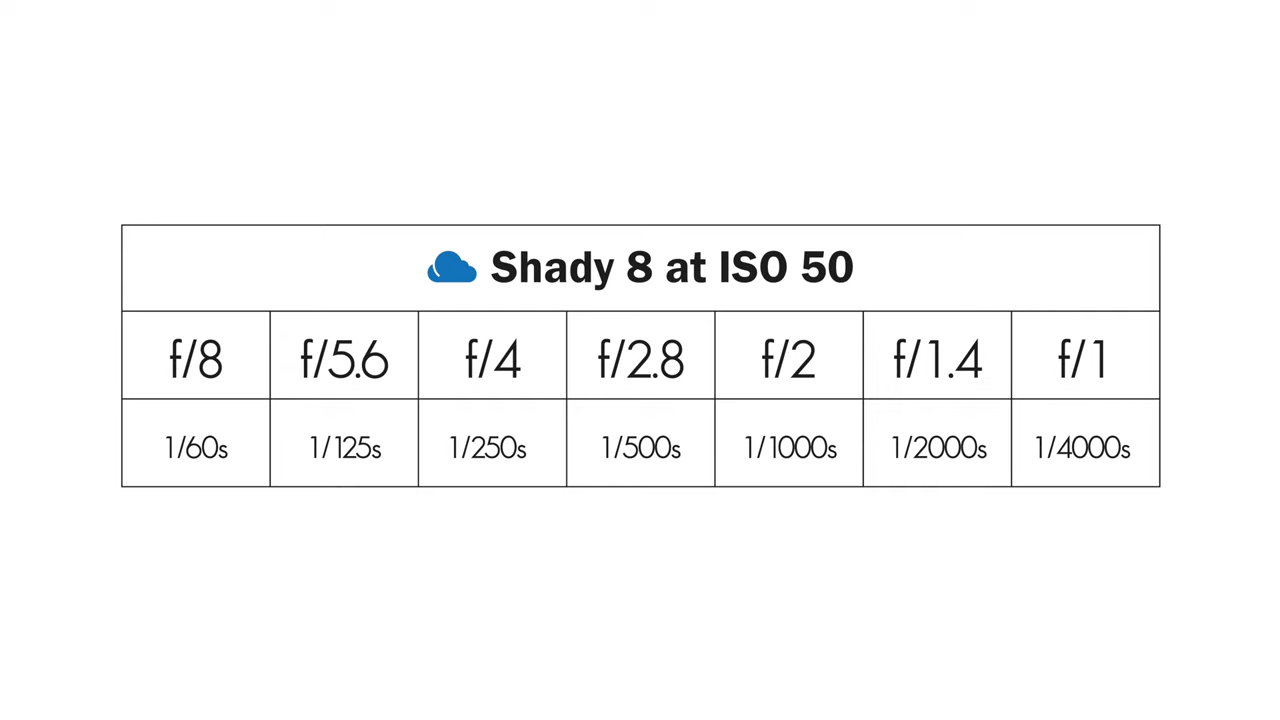 Shady 8 at ISO 50
f/8 f/5.6 f/4 f/2.8 f/2 f/1.4 f/1
1/60s 1/125s 1/250s 1/500s 1/1000s 1/2000s 1/4000s